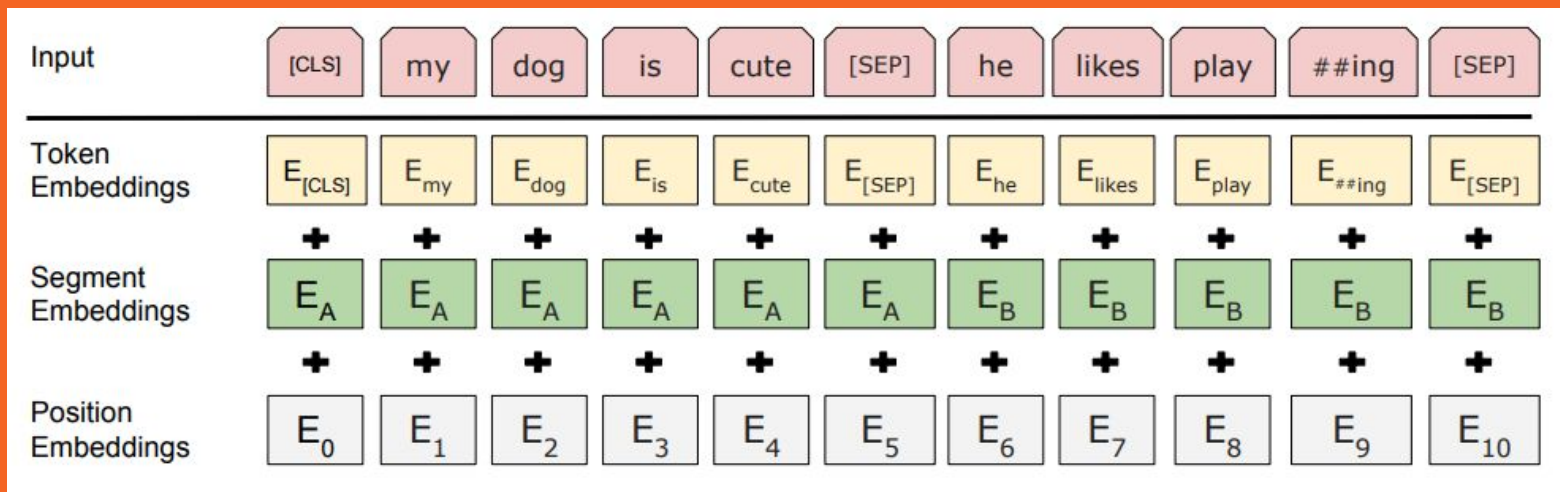 Input [CLS] my dog is cute [SEP] he likes play ##ing [SEP]
Token
Embeddings
E[CLS] Emy Edog Eis Ecute E[SEP] Ehe Elikes Eplay E##ing E[SEP]
+ + + + + + + + + + +
Segment
Embeddings
EA EA EA EA EA EA EB EB EB EB EB
+ + + + + + + + + + +
Position
Embeddings
E0 E1 E2 E3 E4 E5 E6 E7 E8 E9 E10